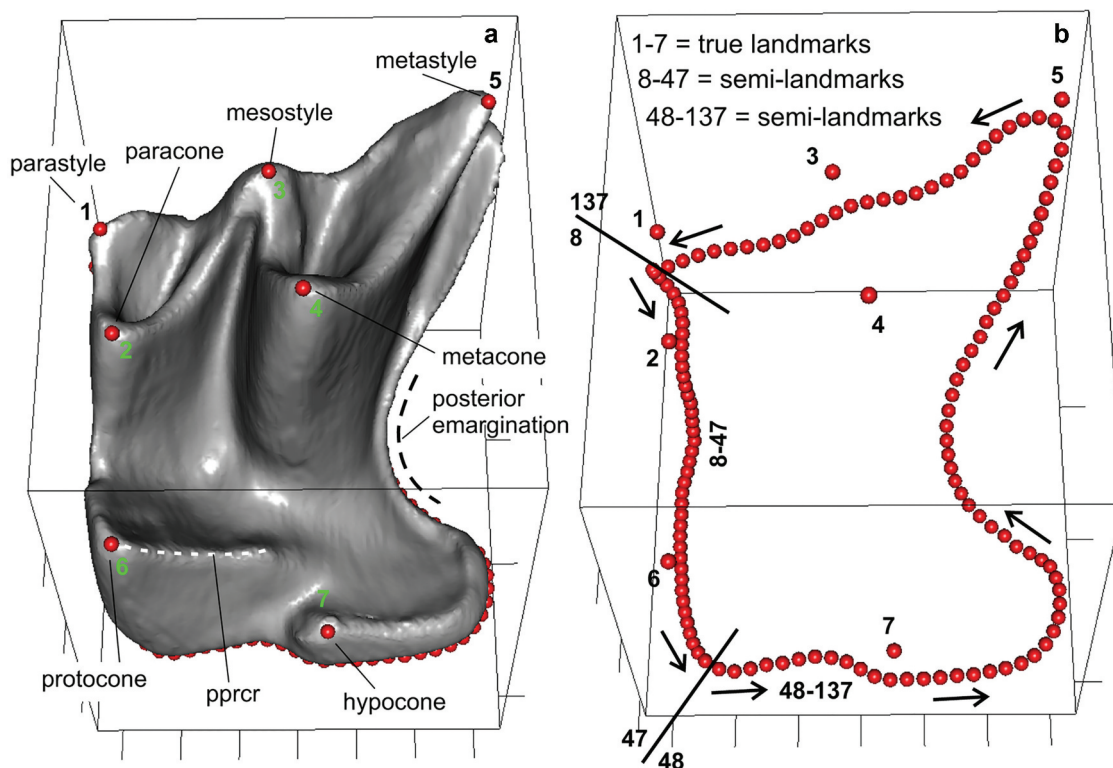 a
metastyle
5
mesostyle
paracone
parastyle
1
3
2
4
metacone
posterior
emargination
6
7
protocone
pprcr
hypocone
b
1-7 = true landmarks
8-47 = semi-landmarks
48-137 = semi-landmarks
5
3
137
8
1
2
4
8-47
6
7
48-137
47
48